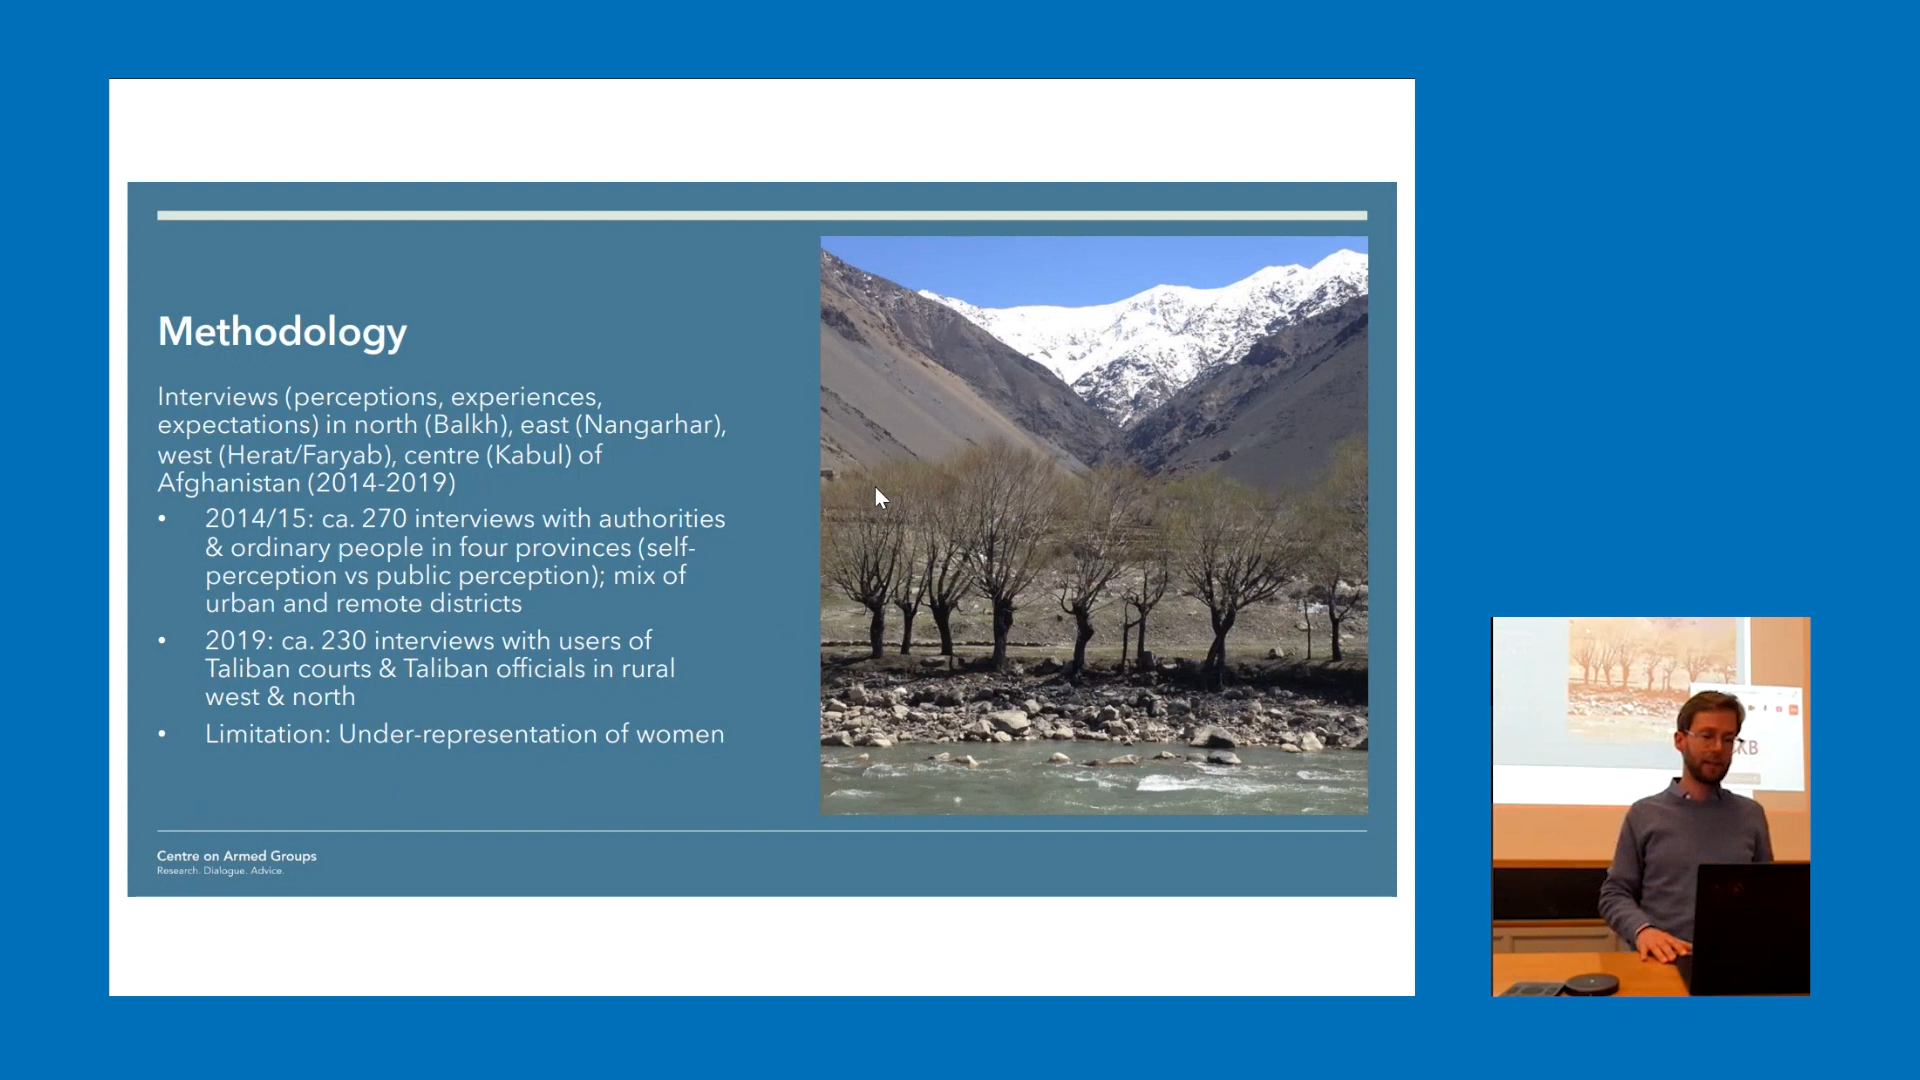 Methodology
Interviews (perceptions, experiences,
expectations) in north (Balkh), east (Nangarhar),
west (Herat/Faryab), centre (Kabul) of
Afghanistan (2014-2019)
• 2014/15: ca. 270 interviews with authorities
& ordinary people in four provinces (self-
perception vs public perception); mix of
urban and remote districts
• 2019: ca. 230 interviews with users of
Taliban courts & Taliban officials in rural
west & north
• Limitation: Under-representation of women
Centre on Armed Groups
Research. Dialogue. Advice.
KB